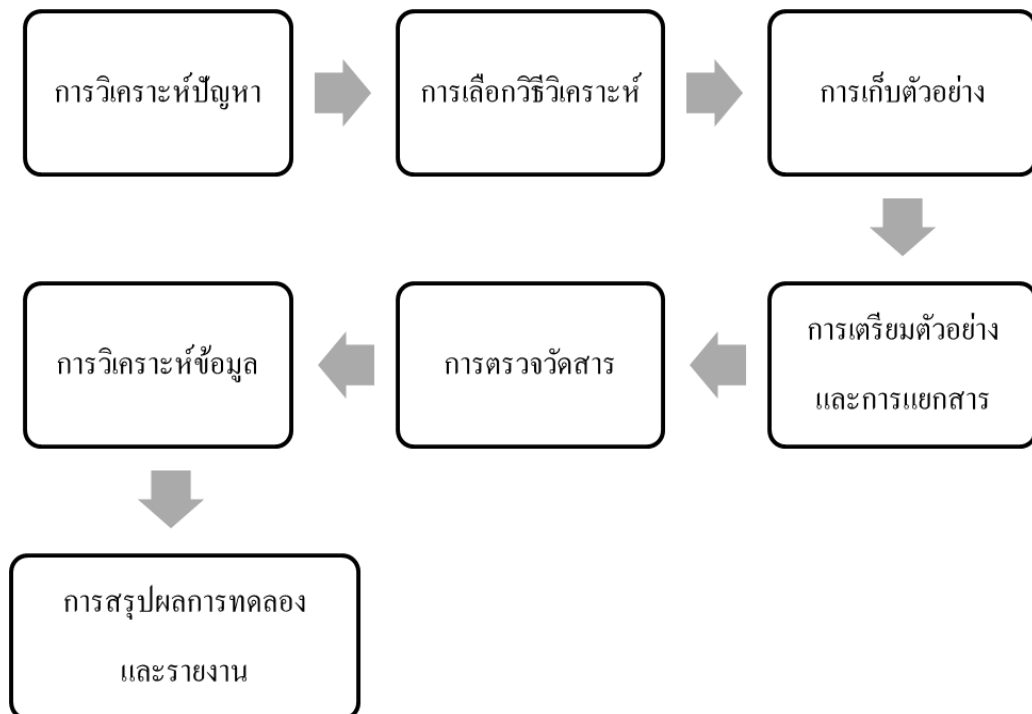 การวิเคราะห์ปัญหา
การเลือกวิธีวิเคราะห์
การเก็บตัวอย่าง
การเตรียมตัวอย่าง
และการแยกสาร
การตรวจวัดสาร
การวิเคราะห์ข้อมูล
การสรุปผลการทดลอง
และรายงาน